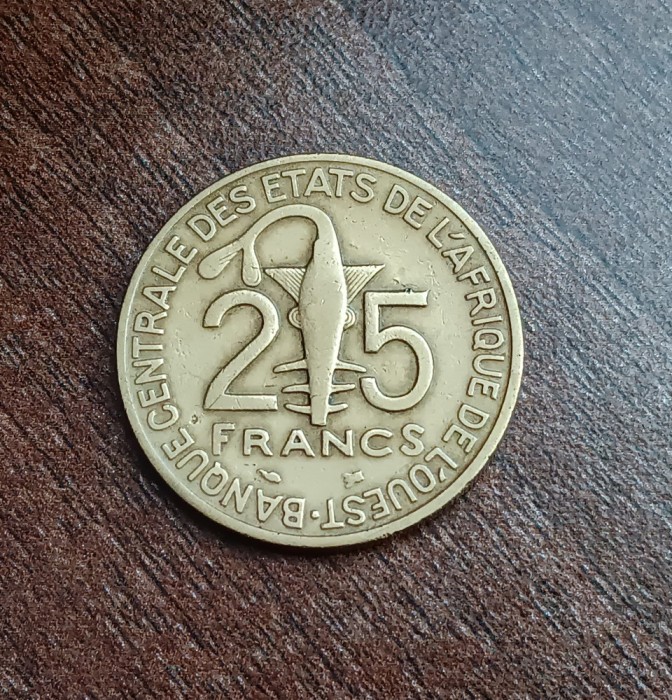 BANQUE CENTRALE DES ETATS DE L'AFRIQUE DE L'OUEST·
25
FRANCS